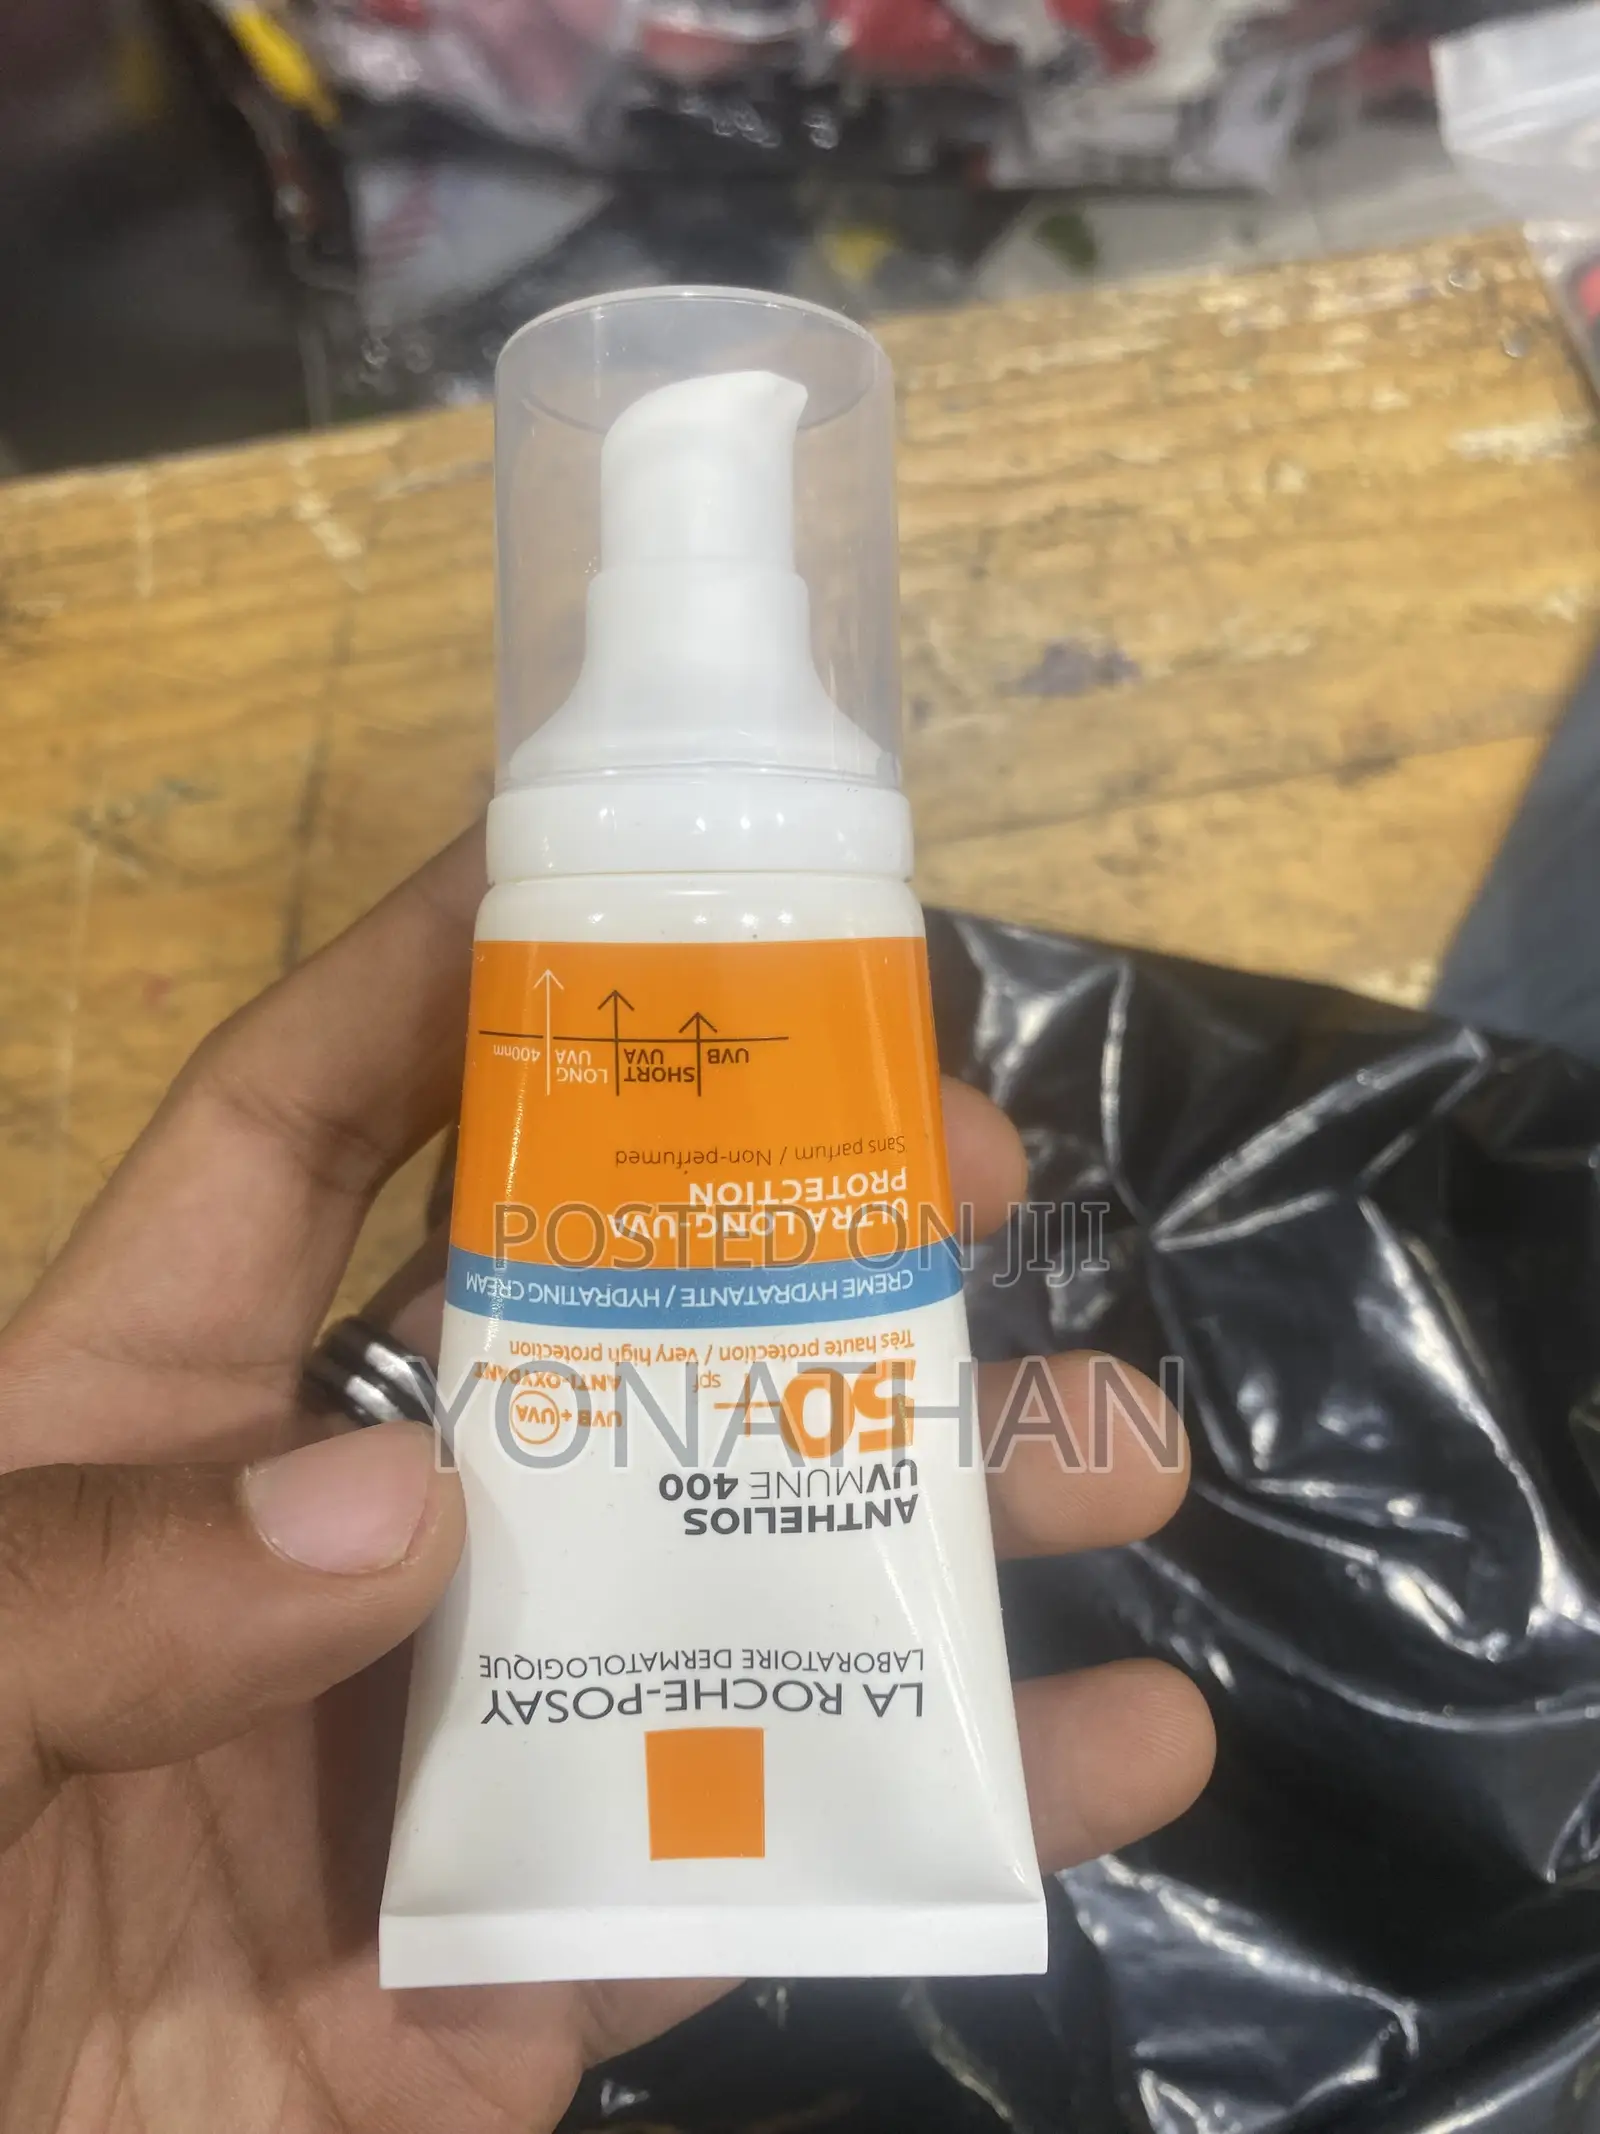 LA ROCHE-POSAY
LABORATOIRE DERMATOLOGIQUE
ANTHELIOS
UVMUNE 400
50+
spf
UVB + UVA
ANTI-OXYDANT
Très haute protection / very high protection
CRÈME HYDRATANTE / HYDRATING CREAM
ULTRA LONG-UVA
PROTECTION
Sans parfum / Non-perfumed
UVB
SHORT
UVA
LONG
UVA
400nm
POSTED ON JIJI
YONATHAN